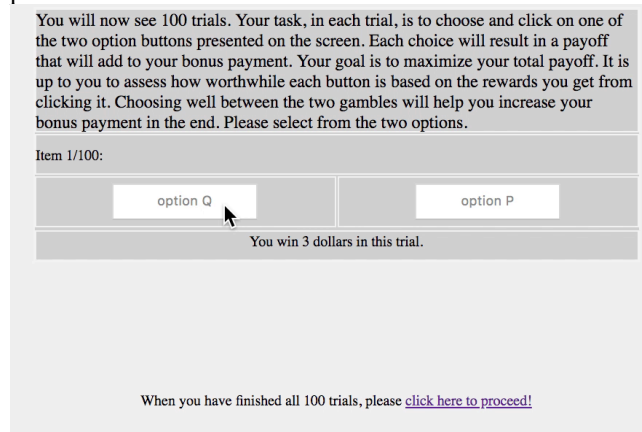 You will now see 100 trials. Your task, in each trial, is to choose and click on one of
the two option buttons presented on the screen. Each choice will result in a payoff
that will add to your bonus payment. Your goal is to maximize your total payoff. It is
up to you to assess how worthwhile each button is based on the rewards you get from
clicking it. Choosing well between the two gambles will help you increase your
bonus payment in the end. Please select from the two options.
Item 1/100:
option Q option P
You win 3 dollars in this trial.
When you have finished all 100 trials, please click here to proceed!